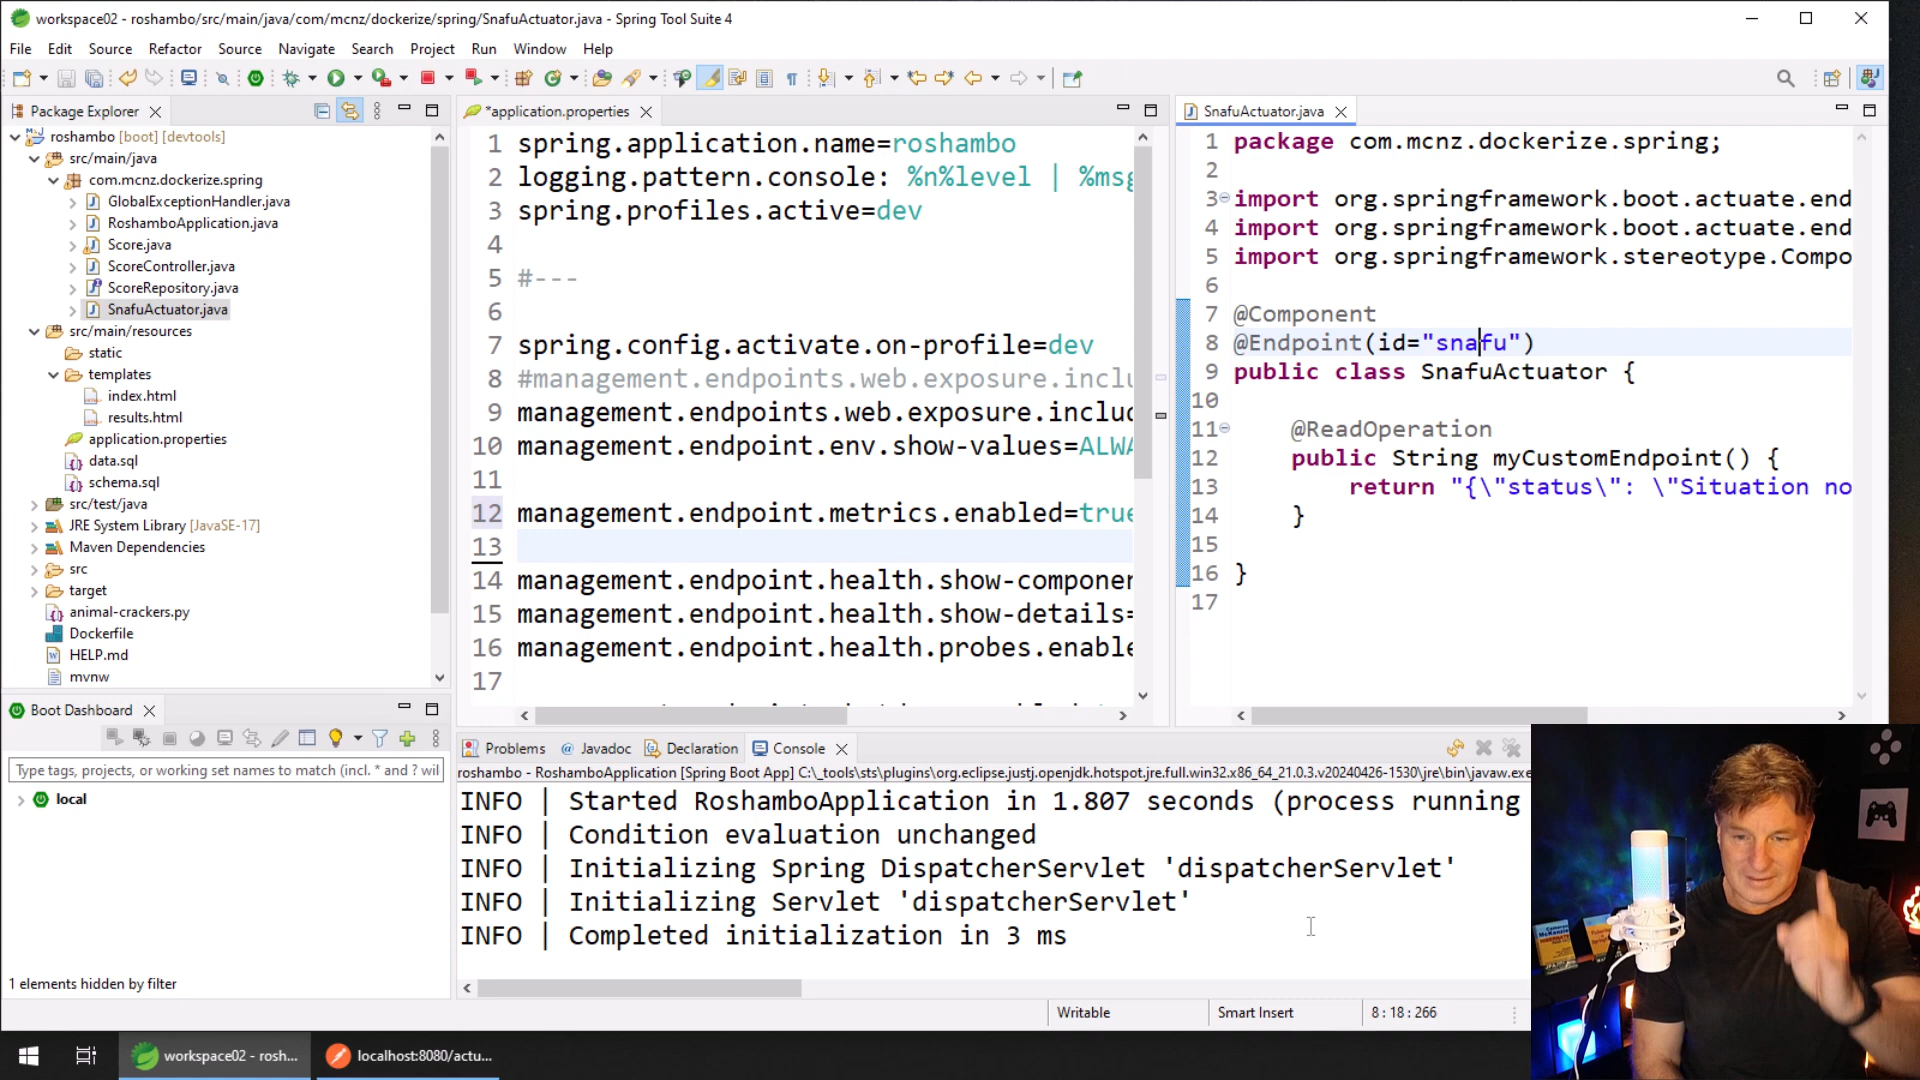 workspace02 - roshambo/src/main/java/com/mcnz/dockerize/spring/SnafuActuator.java - Spring Tool Suite 4
File Edit Source Refactor Source Navigate Search Project Run Window Help
Package Explorer
roshambo [boot] [devtools]
src/main/java
com.mcnz.dockerize.spring
GlobalExceptionHandler.java
RoshamboApplication.java
Score.java
ScoreController.java
ScoreRepository.java
SnafuActuator.java
src/main/resources
static
templates
index.html
results.html
application.properties
data.sql
schema.sql
src/test/java
JRE System Library [JavaSE-17]
Maven Dependencies
src
target
animal-crackers.py
Dockerfile
HELP.md
mvnw
*application.properties
1 spring.application.name=roshambo
2 logging.pattern.console: %n%level | %msg
3 spring.profiles.active=dev
4
5 #---
6
7 spring.config.activate.on-profile=dev
8 #management.endpoints.web.exposure.inclu
9 management.endpoints.web.exposure.includ
10 management.endpoint.env.show-values=ALWA
11
12 management.endpoint.metrics.enabled=true
13
14 management.endpoint.health.show-componen
15 management.endpoint.health.show-details=
16 management.endpoint.health.probes.enable
17
SnafuActuator.java
1 package com.mcnz.dockerize.spring;
2
3 import org.springframework.boot.actuate.end
4 import org.springframework.boot.actuate.end
5 import org.springframework.stereotype.Compo
6
7 @Component
8 @Endpoint(id="snafu")
9 public class SnafuActuator {
10
11 @ReadOperation
12 public String myCustomEndpoint() {
13 return "{\"status\": \"Situation no
14 }
15
16 }
17
Boot Dashboard
Type tags, projects, or working set names to match (incl. * and ? wil
local
1 elements hidden by filter
Problems Javadoc Declaration Console
roshambo - RoshamboApplication [Spring Boot App] C:\_tools\sts\plugins\org.eclipse.justj.openjdk.hotspot.jre.full.win32.x86_64_21.0.3.v20240426-1530\jre\bin\javaw.exe
INFO | Started RoshamboApplication in 1.807 seconds (process running
INFO | Condition evaluation unchanged
INFO | Initializing Spring DispatcherServlet 'dispatcherServlet'
INFO | Initializing Servlet 'dispatcherServlet'
INFO | Completed initialization in 3 ms
Writable Smart Insert 8 : 18 : 266
workspace02 - rosh... localhost:8080/actu...